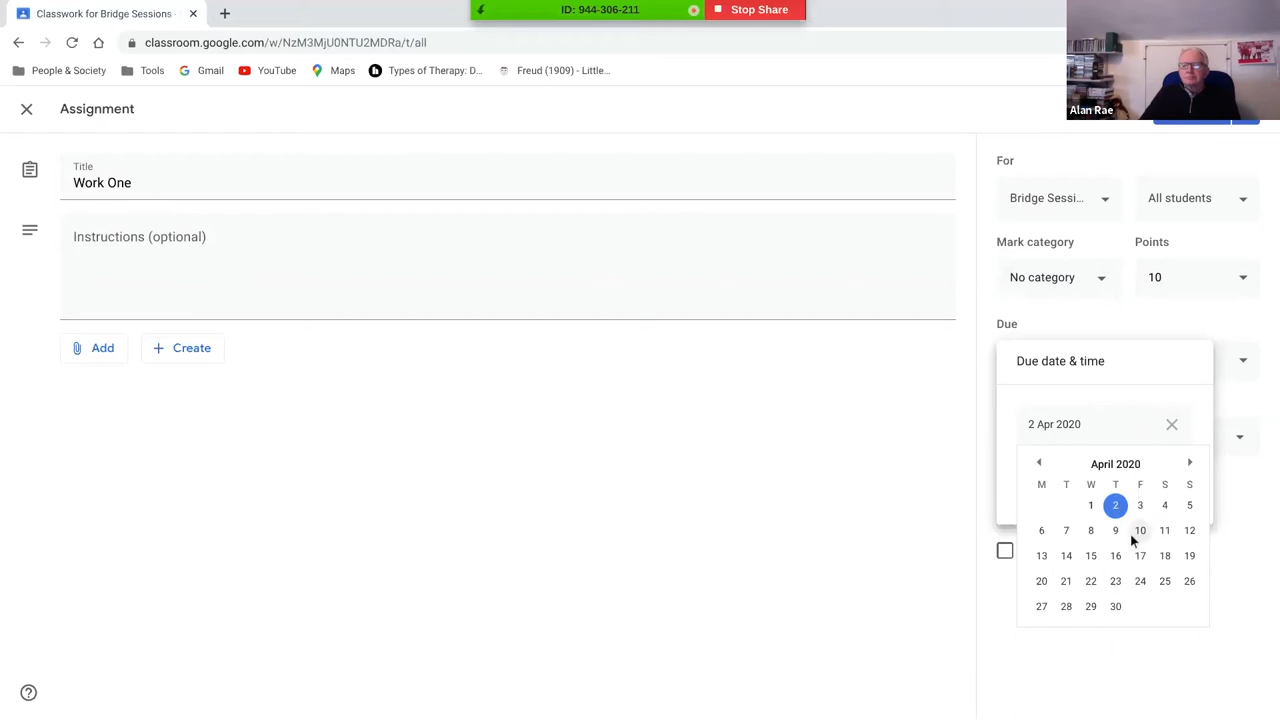 Classwork for Bridge Sessions
ID: 944-306-211
Stop Share
classroom.google.com/w/NzM3MjU0NTU2MDRa/t/all
People & Society
Tools
Gmail
YouTube
Maps
Types of Therapy: D...
Freud (1909) - Little...
Alan Rae
Assignment
Title
Work One
Instructions (optional)
Add
Create
For
Bridge Sessi...
All students
Mark category
Points
No category
10
Due
Due date & time
2 Apr 2020
April 2020
M T W T F S S
1 2 3 4 5
6 7 8 9 10 11 12
13 14 15 16 17 18 19
20 21 22 23 24 25 26
27 28 29 30